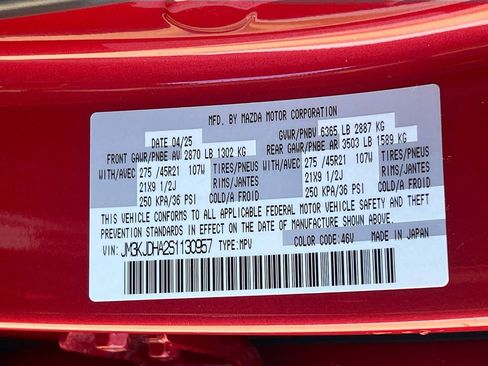 MFD. BY MAZDA MOTOR CORPORATION
DATE 04/25 GVWR/PNBV 6365 LB 2887 KG
FRONT GAWR/PNBE AV 2870 LB 1302 KG REAR GAWR/PNBE AR 3503 LB 1589 KG
WITH/AVEC 275 /45R21 107W TIRES/PNEUS WITH/AVEC 275 /45R21 107W TIRES/PNEUS
21X9 1/2J RIMS/JANTES 21X9 1/2J RIMS/JANTES
250 KPA/36 PSI COLD/A FROID 250 KPA/36 PSI COLD/A FROID
THIS VEHICLE CONFORMS TO ALL APPLICABLE FEDERAL MOTOR VEHICLE SAFETY AND THEFT
PREVENTION STANDARDS IN EFFECT ON THE DATE OF MANUFACTURE SHOWN ABOVE.
VIN: JM3KJDHA2S1130957 TYPE: MPV COLOR CODE: 46V MADE IN JAPAN